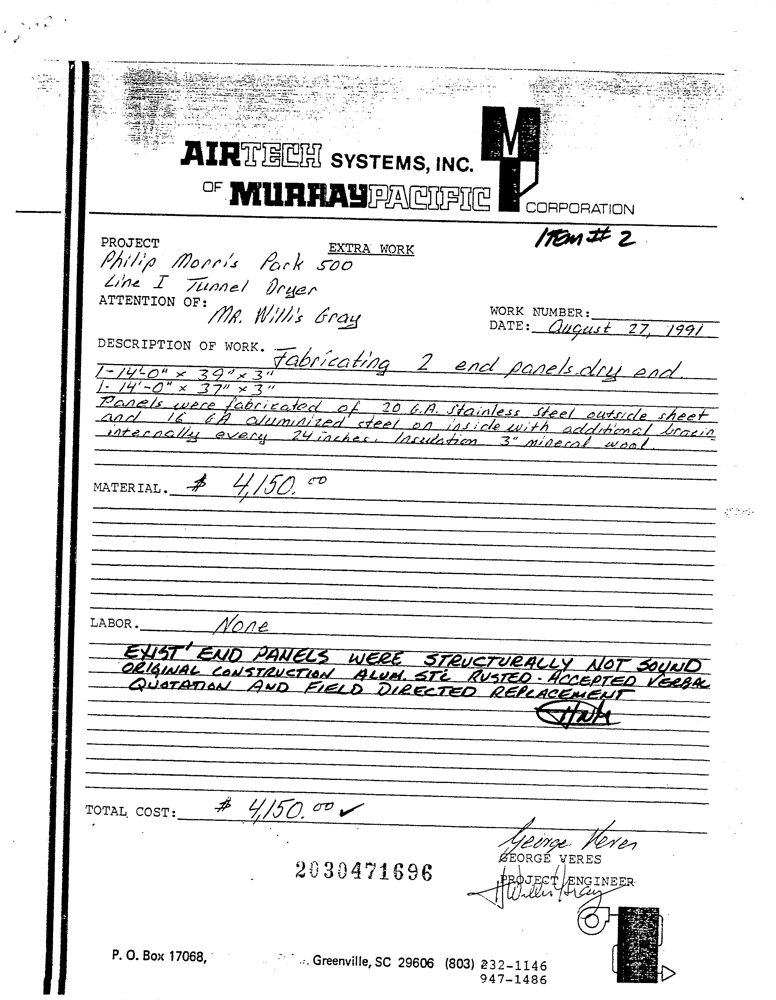 AIRTECH SYSTEMS, INC.
OF MURRAYPACIFIC CORPORATION
MP
ITEM # 2
PROJECT EXTRA WORK
Philip Morris Park 500
Line I Tunnel Dryer
ATTENTION OF:
MR. Willis Gray
WORK NUMBER:
DATE: August 27, 1991
DESCRIPTION OF WORK. Fabricating 2 end panels dry end.
1-14'-0" x 39" x 3"
1- 14'-0" x 37" x 3"
Panels were fabricated of 20 G.A. stainless steel outside sheet
and 16 GA aluminized steel on inside with additional bracin
internally every 24 inches. Insulation 3" mineral wool.
MATERIAL. $ 4,150.00
LABOR. None
EXIST' END PANELS WERE STRUCTURALLY NOT SOUND
ORIGINAL CONSTRUCTION ALUM. STL RUSTED - ACCEPTED VERBAL
QUOTATION AND FIELD DIRECTED REPLACEMENT
TOTAL COST: $ 4,150.00 ✓
George Veres
GEORGE VERES
PROJECT ENGINEER
Willis Gray
2030471696
P. O. Box 17068, Greenville, SC 29606 (803) 232-1146
947-1486